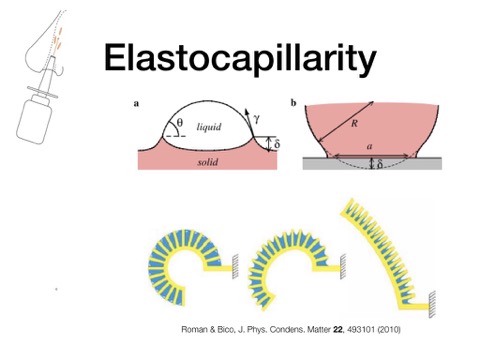 Elastocapillarity
a
θ
γ
liquid
δ
solid
b
R
a
δ
Roman & Bico, J. Phys. Condens. Matter 22, 493101 (2010)